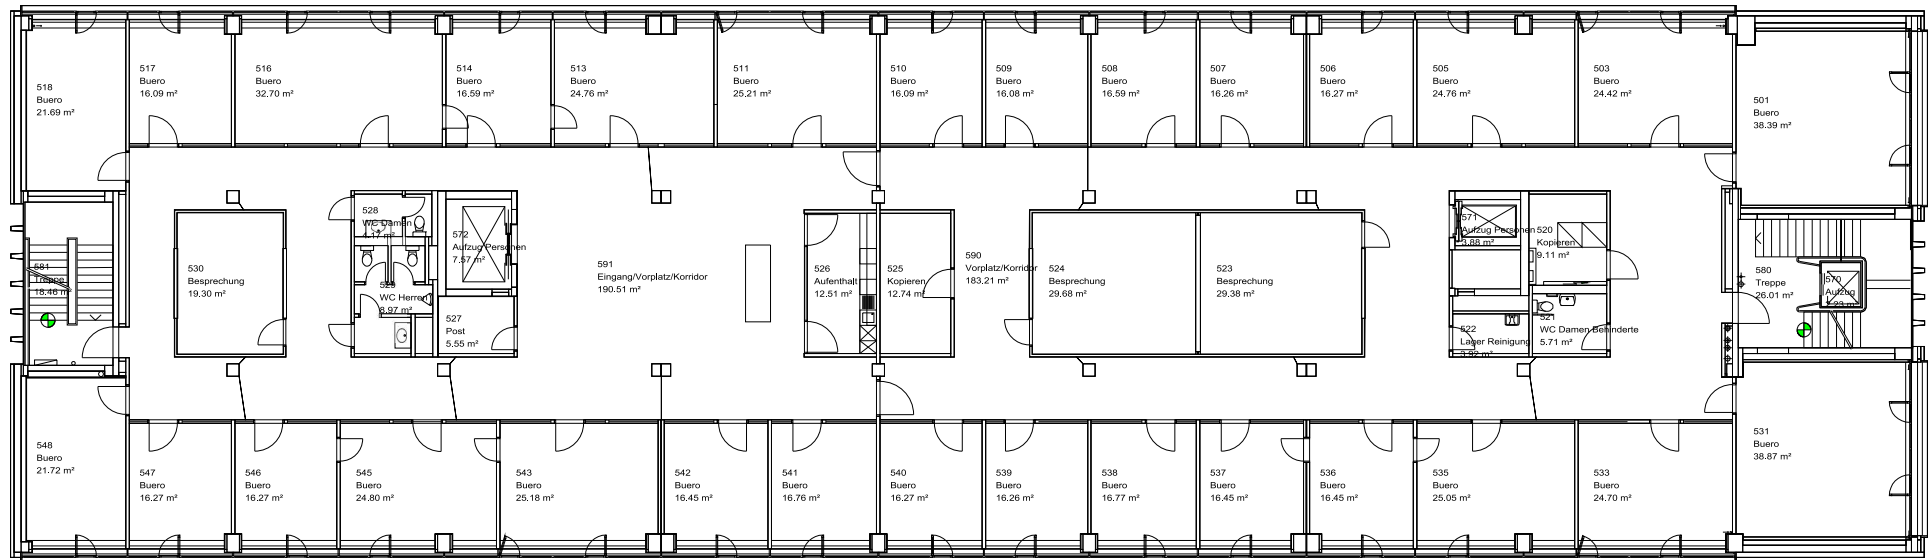 518
Buero
21.69 m²
517
Buero
16.09 m²
516
Buero
32.70 m²
514
Buero
16.59 m²
513
Buero
24.76 m²
511
Buero
25.21 m²
510
Buero
16.09 m²
509
Buero
16.08 m²
508
Buero
16.59 m²
507
Buero
16.26 m²
506
Buero
16.27 m²
505
Buero
24.76 m²
503
Buero
24.42 m²
501
Buero
38.39 m²
581
Treppe
18.46 m²
530
Besprechung
19.30 m²
528
WC Damen
4.17 m²
529
WC Herren
8.97 m²
572
Aufzug Personen
7.57 m²
527
Post
5.55 m²
591
Eingang/Vorplatz/Korridor
190.51 m²
526
Aufenthalt
12.51 m²
525
Kopieren
12.74 m²
590
Vorplatz/Korridor
183.21 m²
524
Besprechung
29.68 m²
523
Besprechung
29.38 m²
571
Aufzug Personen
3.88 m²
520
Kopieren
9.11 m²
522
Lager Reinigung
3.92 m²
521
WC Damen Behinderte
5.71 m²
580
Treppe
26.01 m²
570
Aufzug
2.23 m²
548
Buero
21.72 m²
547
Buero
16.27 m²
546
Buero
16.27 m²
545
Buero
24.80 m²
543
Buero
25.18 m²
542
Buero
16.45 m²
541
Buero
16.76 m²
540
Buero
16.27 m²
539
Buero
16.26 m²
538
Buero
16.77 m²
537
Buero
16.45 m²
536
Buero
16.45 m²
535
Buero
25.05 m²
533
Buero
24.70 m²
531
Buero
38.87 m²